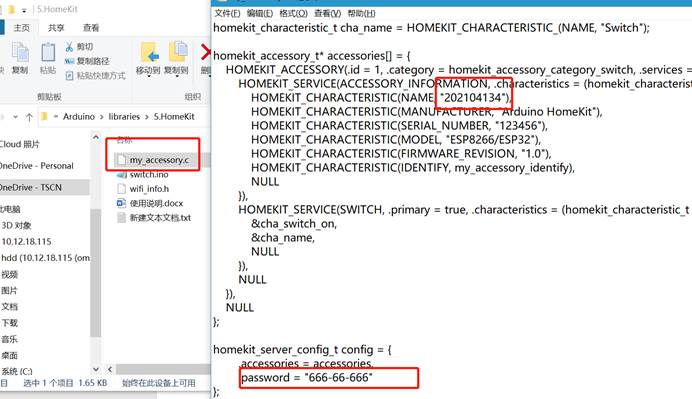 5.HomeKit
主页 共享 查看
复制
粘贴
剪切
复制路径
粘贴快捷方式
移动到 复制到
剪贴板
组织
Arduino > libraries > 5.HomeKit
名称
iCloud 照片
OneDrive - Personal
OneDrive - TSCN
此电脑
3D 对象
10.12.18.115
hdd (10.12.18.115 (om
视频
图片
文档
下载
音乐
桌面
系统 (C:)
my_accessory.c
switch.ino
wifi_info.h
使用说明.docx
新建文本文档.txt
选中 1 个项目 1.65 KB 始终在此设备上可用
文件(F) 编辑(E) 格式(O) 查看(V) 帮助(H)
homekit_characteristic_t cha_name = HOMEKIT_CHARACTERISTIC_(NAME, "Switch");
homekit_accessory_t* accessories[] = {
HOMEKIT_ACCESSORY(.id = 1, .category = homekit_accessory_category_switch, .services =
HOMEKIT_SERVICE(ACCESSORY_INFORMATION, .characteristics = (homekit_characterist
HOMEKIT_CHARACTERISTIC(NAME, "202104134"),
HOMEKIT_CHARACTERISTIC(MANUFACTURER, "Arduino HomeKit"),
HOMEKIT_CHARACTERISTIC(SERIAL_NUMBER, "123456"),
HOMEKIT_CHARACTERISTIC(MODEL, "ESP8266/ESP32"),
HOMEKIT_CHARACTERISTIC(FIRMWARE_REVISION, "1.0"),
HOMEKIT_CHARACTERISTIC(IDENTIFY, my_accessory_identify),
NULL
}),
HOMEKIT_SERVICE(SWITCH, .primary = true, .characteristics = (homekit_characteristic_t
&cha_switch_on,
&cha_name,
NULL
}),
NULL
}),
NULL
};
homekit_server_config_t config = {
.accessories = accessories,
.password = "666-66-666"
};